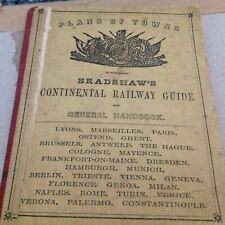 PLANS OF TOWNS
TO ACCOMPANY
BRADSHAW'S
CONTINENTAL RAILWAY GUIDE
AND
GENERAL HANDBOOK.
LYONS, MARSEILLES, PARIS,
OSTEND, GHENT,
BRUSSELS, ANTWERP, THE HAGUE,
COLOGNE, MAYENCE,
FRANKFORT-ON-MAINE, DRESDEN,
HAMBURGH, MUNICH,
BERLIN, TRIESTE, VIENNA, GENEVA,
FLORENCE, GENOA, MILAN,
NAPLES, ROME, TURIN, VENICE,
VERONA, PALERMO, CONSTANTINOPLE.